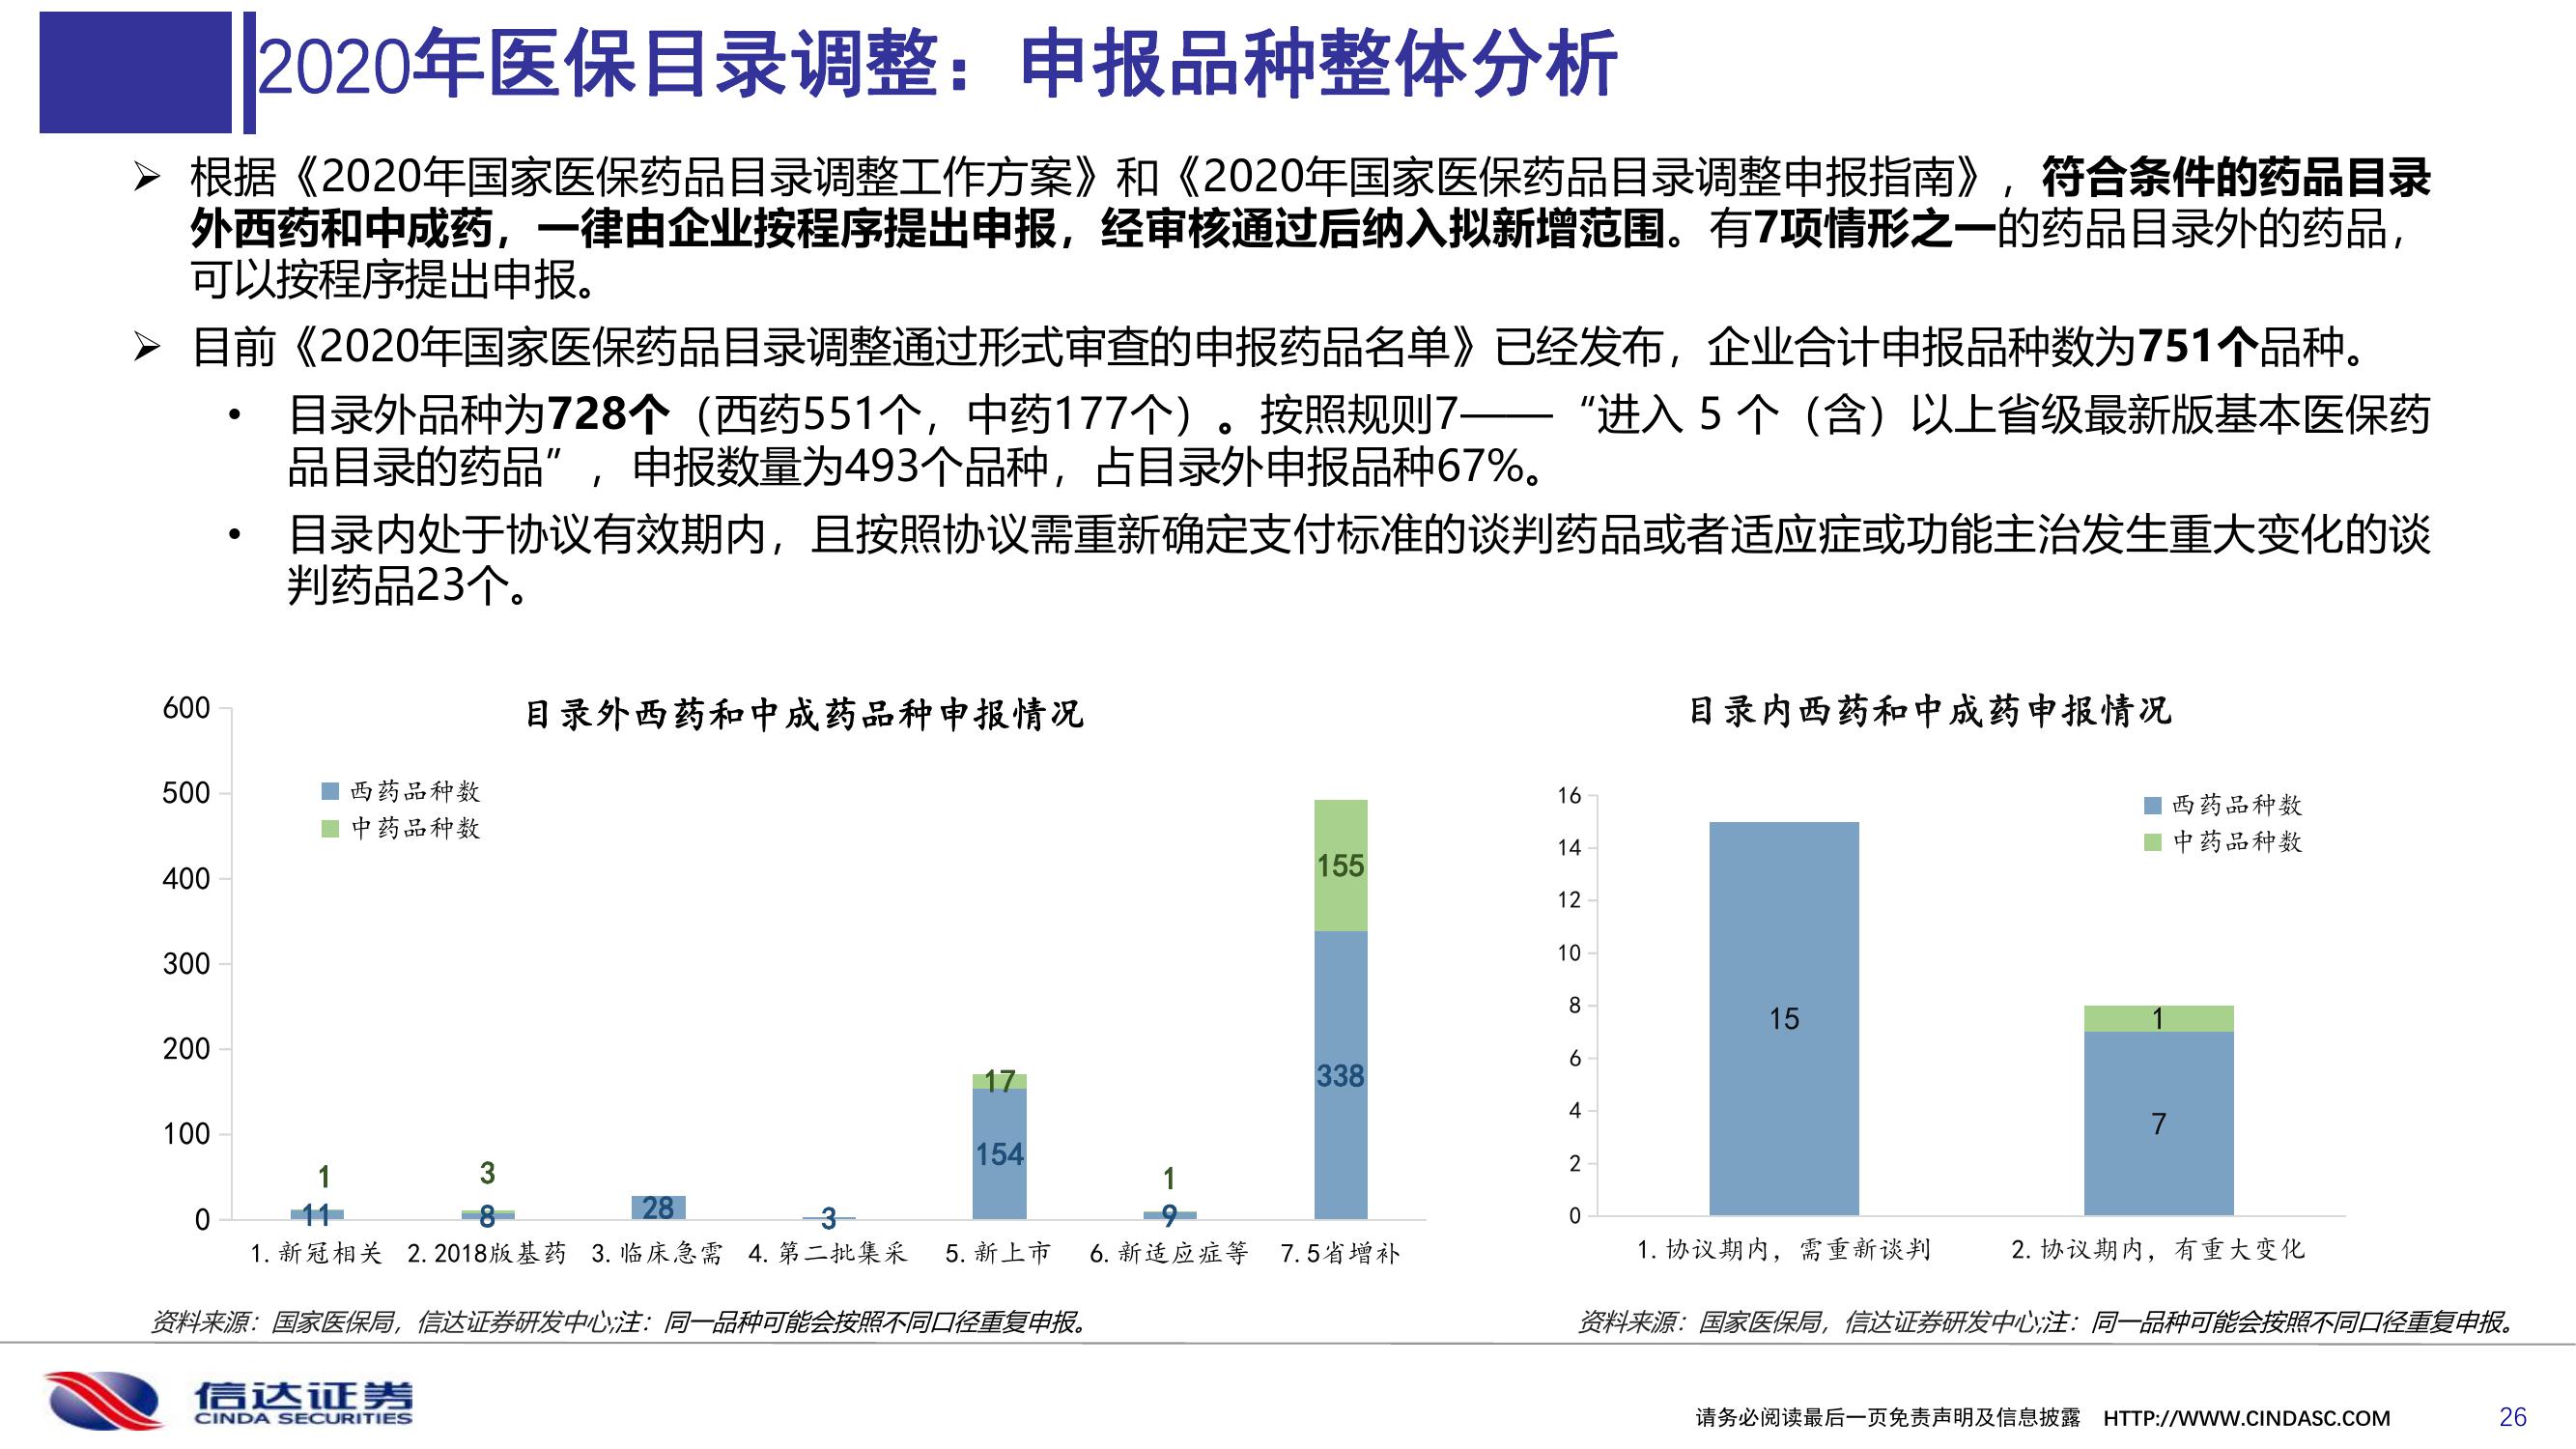 2020年医保目录调整：申报品种整体分析
➢ 根据《2020年国家医保药品目录调整工作方案》和《2020年国家医保药品目录调整申报指南》，符合条件的药品目录
外西药和中成药，一律由企业按程序提出申报，经审核通过后纳入拟新增范围。有7项情形之一的药品目录外的药品，
可以按程序提出申报。
➢ 目前《2020年国家医保药品目录调整通过形式审查的申报药品名单》已经发布，企业合计申报品种数为751个品种。
• 目录外品种为728个（西药551个，中药177个）。按照规则7——“进入 5 个（含）以上省级最新版基本医保药
品目录的药品”，申报数量为493个品种，占目录外申报品种67%。
• 目录内处于协议有效期内，且按照协议需重新确定支付标准的谈判药品或者适应症或功能主治发生重大变化的谈
判药品23个。
目录外西药和中成药品种申报情况
西药品种数
中药品种数
600
500
400
300
200
100
0
1
11
3
8
28
3
17
154
1
9
155
338
1.新冠相关
2.2018版基药
3.临床急需
4.第二批集采
5.新上市
6.新适应症等
7.5省增补
资料来源：国家医保局，信达证券研发中心;注：同一品种可能会按照不同口径重复申报。
目录内西药和中成药申报情况
西药品种数
中药品种数
16
14
12
10
8
6
4
2
0
15
1
7
1.协议期内，需重新谈判
2.协议期内，有重大变化
资料来源：国家医保局，信达证券研发中心;注：同一品种可能会按照不同口径重复申报。
信达证券
CINDA SECURITIES
请务必阅读最后一页免责声明及信息披露 HTTP://WWW.CINDASC.COM
26